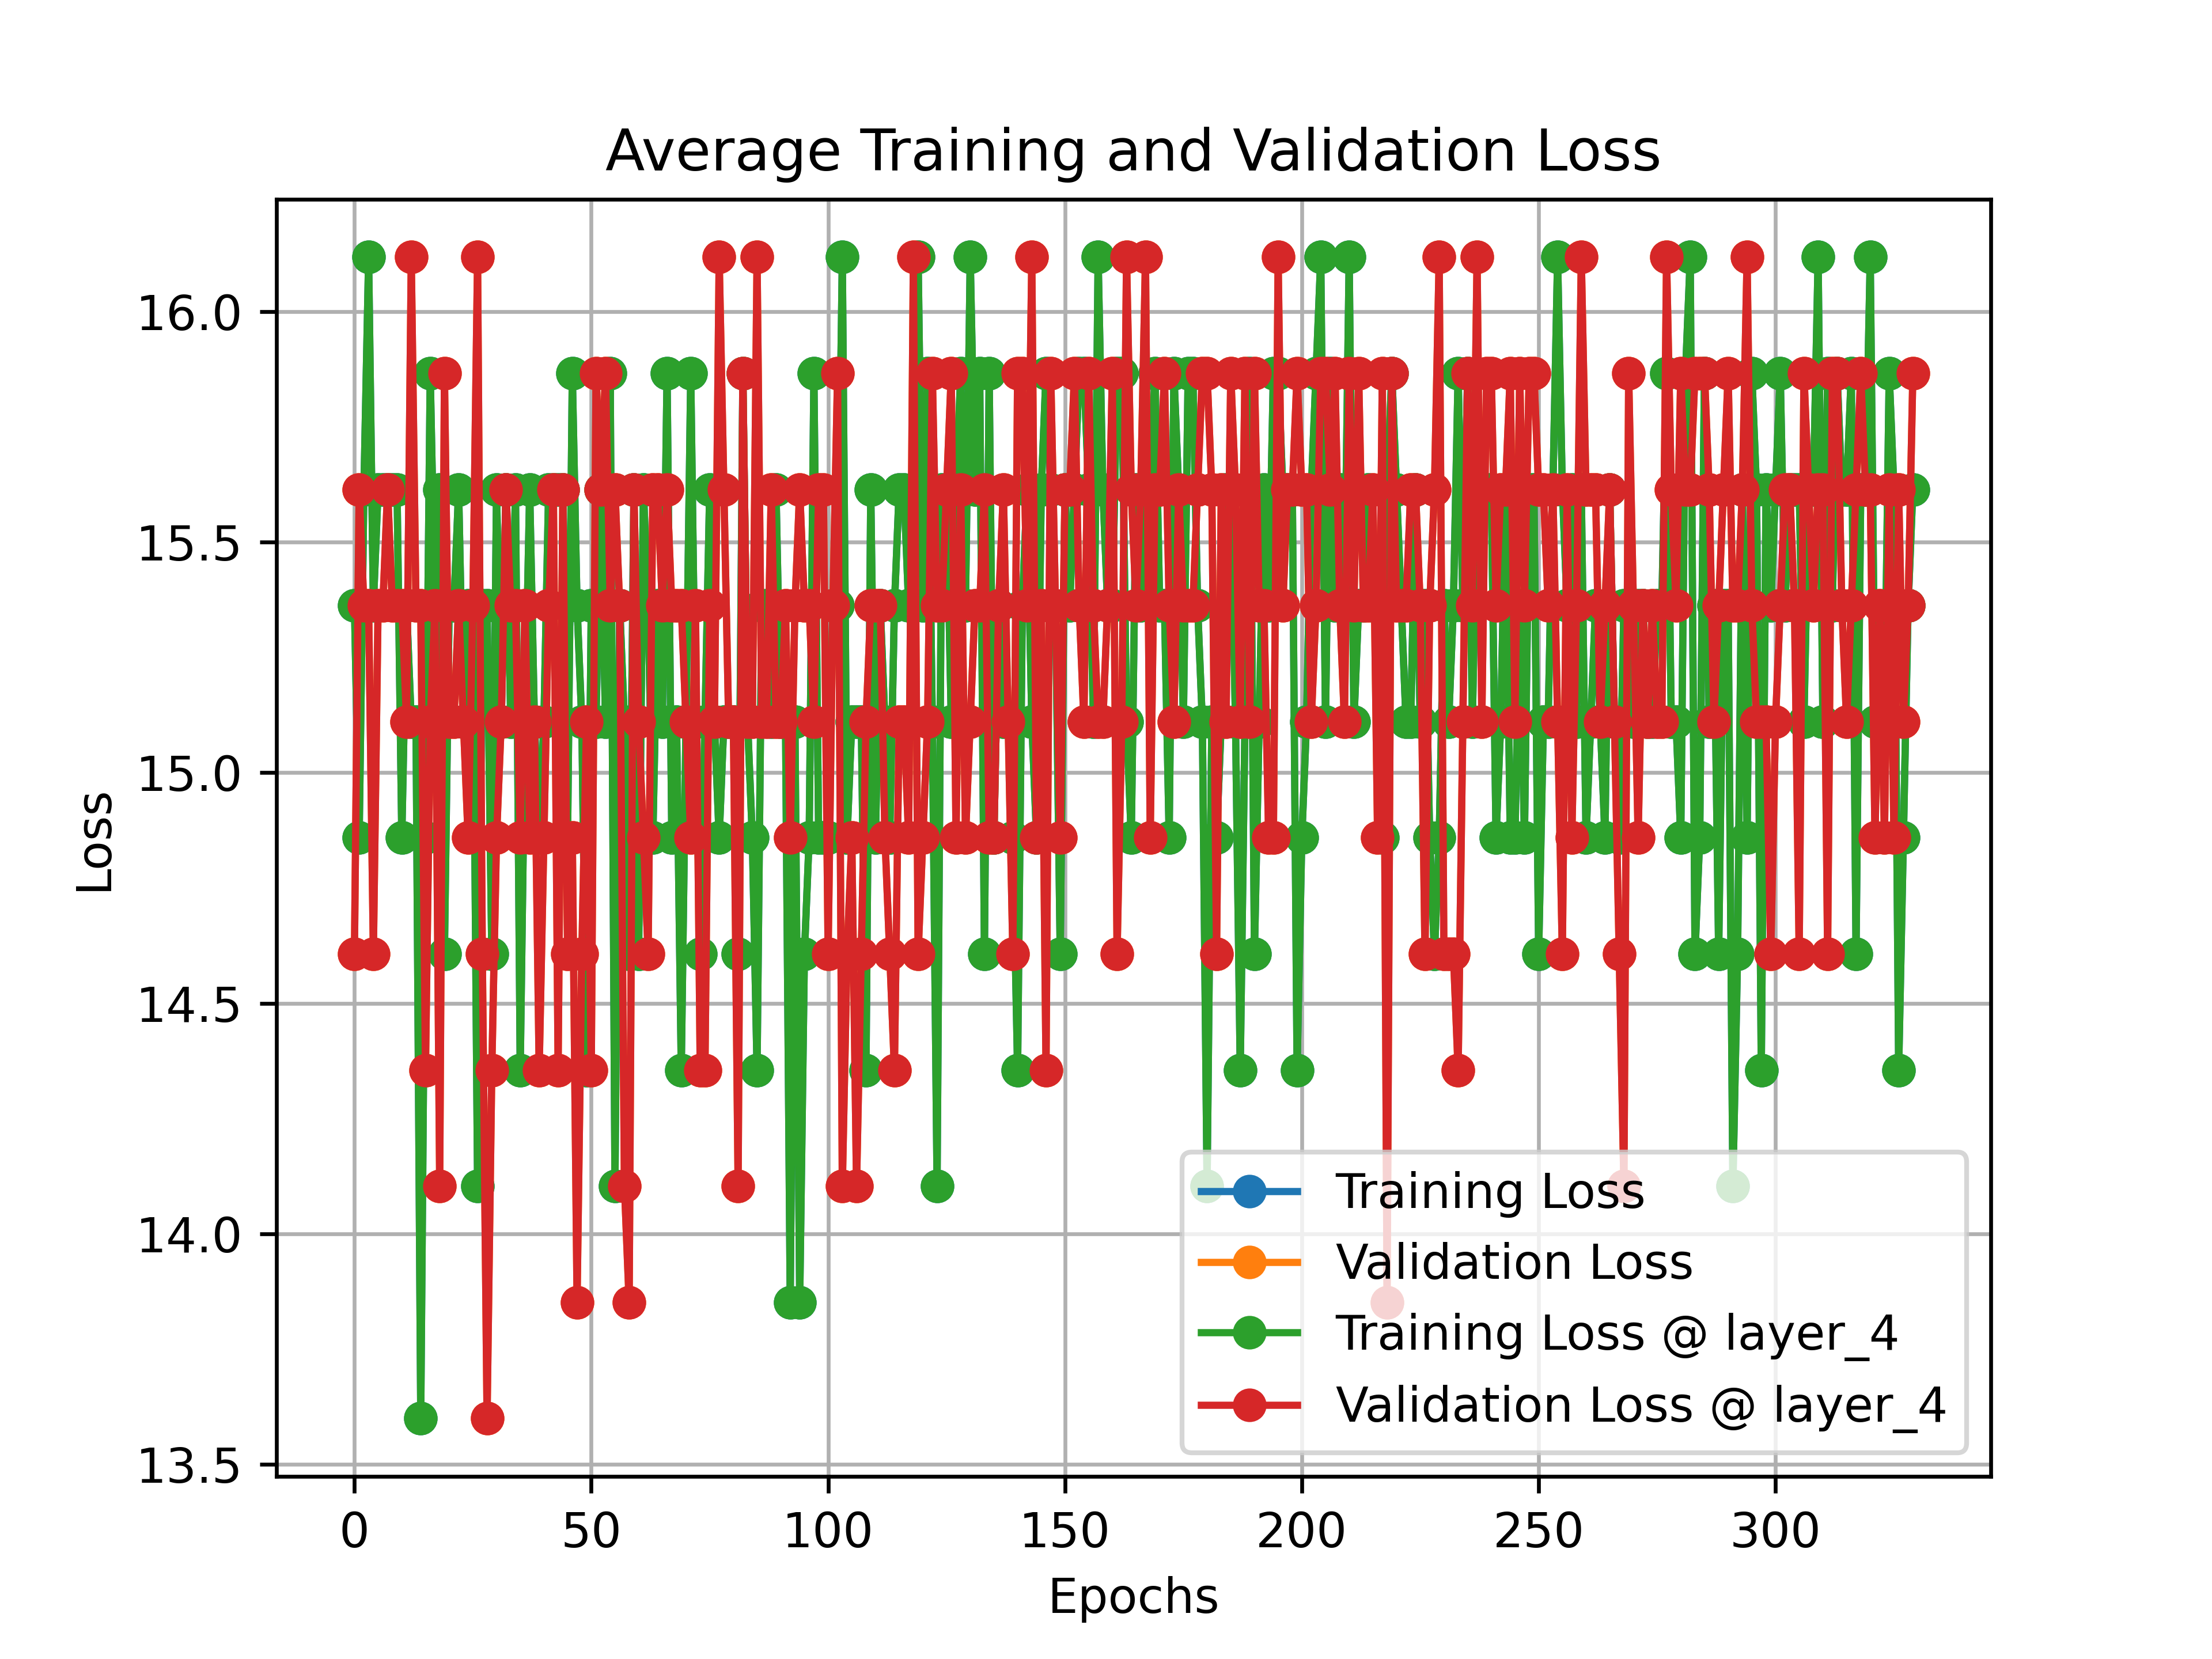 Average Training and Validation Loss
16.0
15.5
15.0
14.5
14.0
13.5
Loss
0 50 100 150 200 250 300
Epochs
Training Loss
Validation Loss
Training Loss @ layer_4
Validation Loss @ layer_4